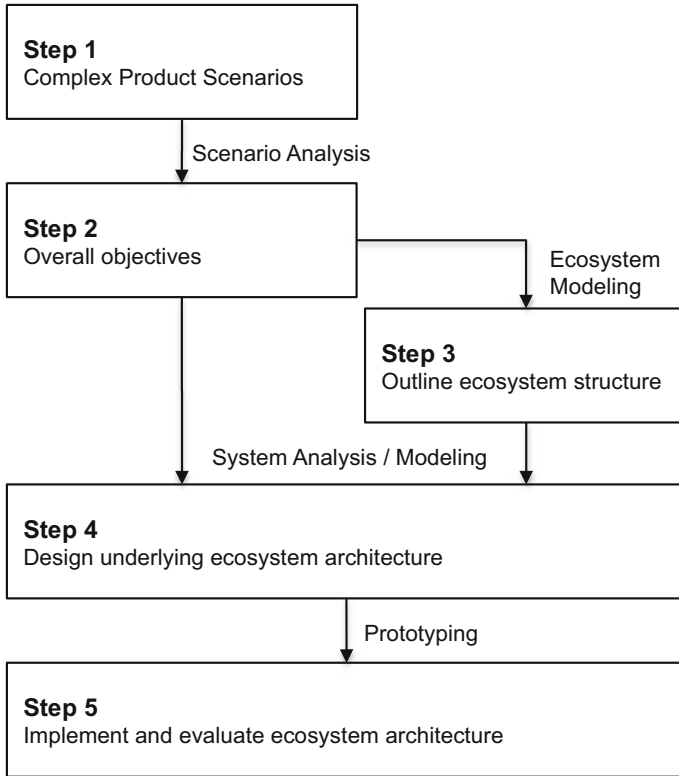 Step 1
Complex Product Scenarios
Scenario Analysis
Step 2
Overall objectives
Ecosystem
Modeling
Step 3
Outline ecosystem structure
System Analysis / Modeling
Step 4
Design underlying ecosystem architecture
Prototyping
Step 5
Implement and evaluate ecosystem architecture